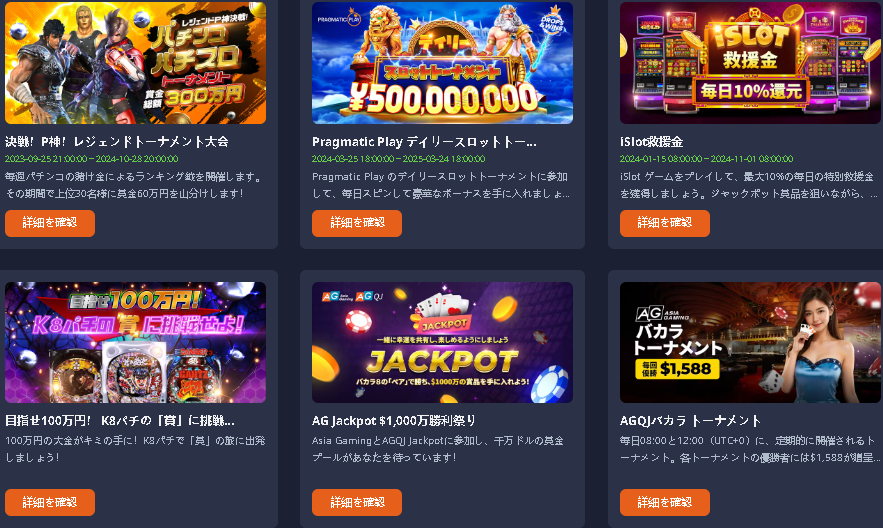 レジェンドP神決戦!
パチンコ
パチスロ
トーナメント
賞金総額 300万円
決戦！P神！レジェンドトーナメント大会
2023-09-25 21:00:00 ~ 2024-10-28 20:00:00
毎週パチンコの賭け金によるランキング戦を開催します。
その期間で上位30名様に賞金60万円を山分けします！
詳細を確認
PRAGMATIC PLAY
DROPS & WINS
デイリー
スロットトーナメント
¥500,000,000
Pragmatic Play デイリースロットトー...
2024-03-25 18:00:00 ~ 2025-03-24 18:00:00
Pragmatic Play のデイリースロットトーナメントに参加
して、毎日スピンして豪華なボーナスを手に入れましょ...
詳細を確認
iSLOT
救援金
毎日10%還元
iSlot救援金
2024-01-15 08:00:00 ~ 2024-11-01 08:00:00
iSlot ゲームをプレイして、最大10%の毎日の特別救援金
を獲得しましょう。ジャックポット賞品を狙いながら、...
詳細を確認
目指せ100万円!
K8パチの「賞」に挑戦せよ!
目指せ100万円！ K8パチの「賞」に挑戦...
100万円の大金がキミの手に！K8パチで「賞」の旅に出発
しましょう！
詳細を確認
AG Asia Gaming AG QJ
JACKPOT
一緒に幸運を共有し、楽しめるようにしましょう
JACKPOT
バカラ8の「ペア」で勝ち、$1000万の賞品を手に入れよう!
AG Jackpot $1,000万勝利祭り
Asia GamingとAGQJ Jackpotに参加し、千万ドルの賞金
プールがあなたを待っています！
詳細を確認
AG ASIA GAMING
バカラ
トーナメント
毎回優勝 $1,588
AGQJバカラ トーナメント
毎日08:00と12:00（UTC+0）に、定期的に開催されるト
ーナメント。各トーナメントの優勝者には$1,588が贈呈...
詳細を確認